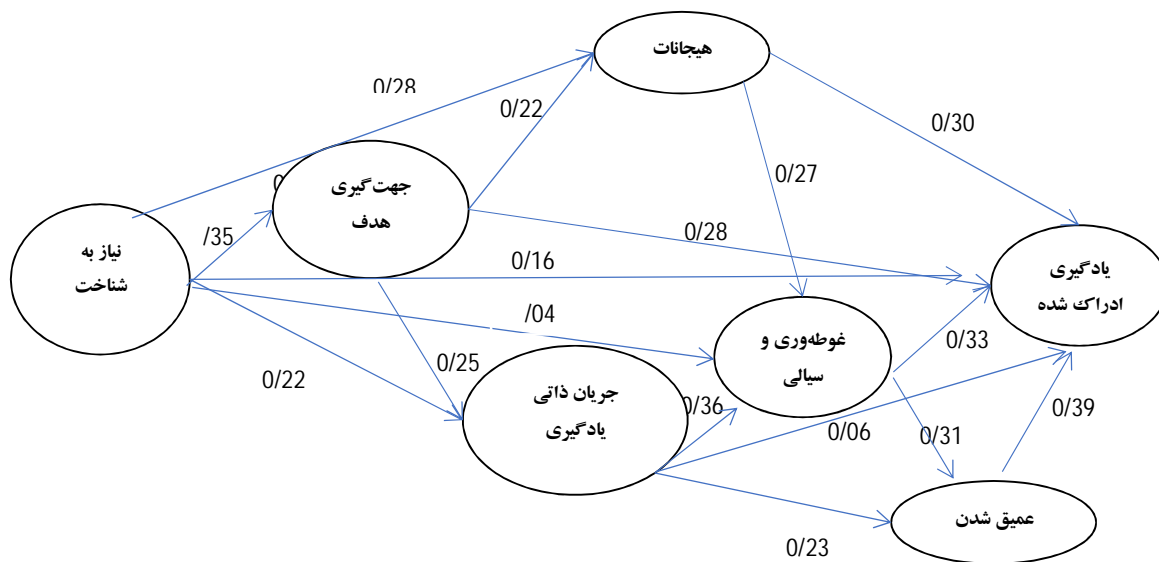 هیجانات
0/28
0/22
0/30
جهت‌گیری
هدف
0/27
نیاز به
شناخت
/35
0/28
0/16
یادگیری
ادراک شده
/04
غوطه‌وری و
سیالی
0/33
0/22
0/25
جریان ذاتی
یادگیری
0/36
0/06
0/31
0/39
عمیق شدن
0/23